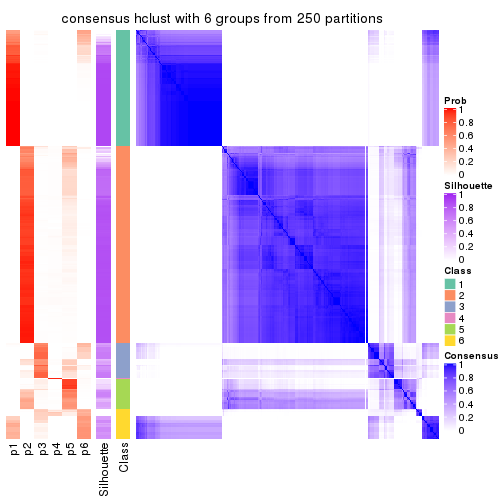 consensus hclust with 6 groups from 250 partitions
Prob
1
0.8
0.6
0.4
0.2
0
Silhouette
1
0.8
0.6
0.4
0.2
0
Class
1
2
3
4
5
6
Consensus
1
0.8
0.6
0.4
0.2
0
p1
p2
p3
p4
p5
p6
Silhouette
Class